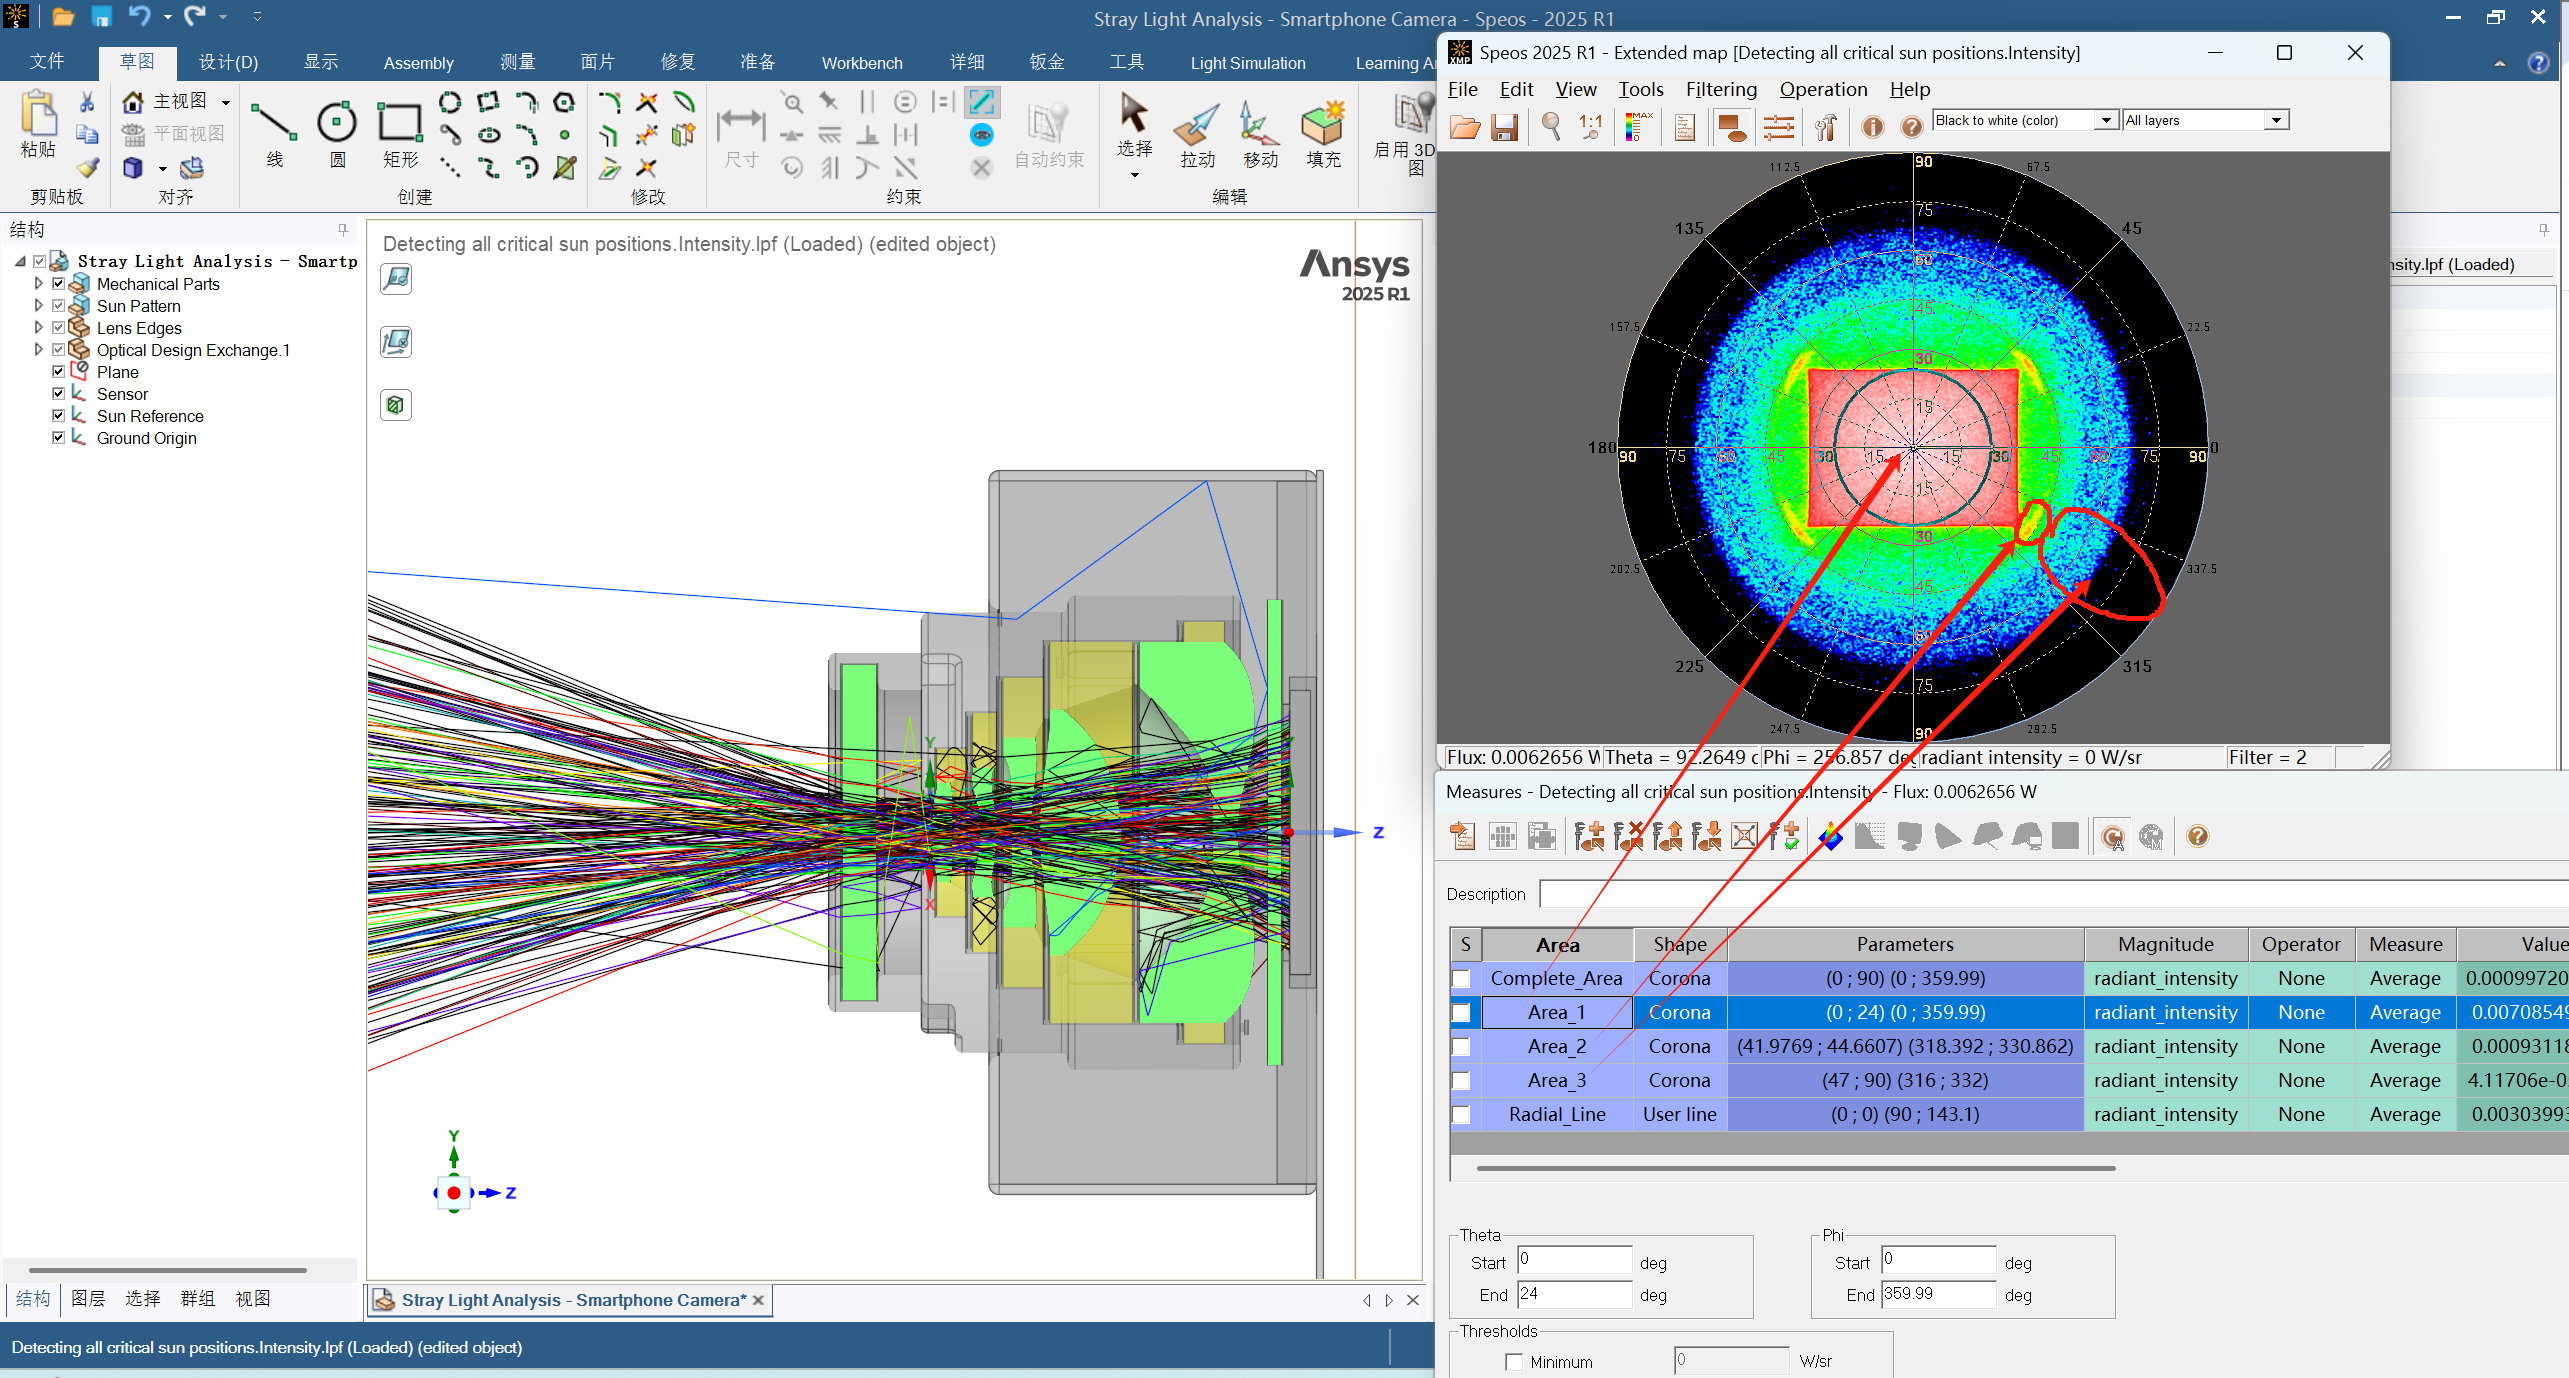 Stray Light Analysis - Smartphone Camera - Speos - 2025 R1
文件 草图 设计(D) 显示 Assembly 测量 面片 修复 准备 Workbench 详细 钣金 工具 Light Simulation Learning A
粘贴
剪贴板
主视图
平面视图
对齐
线
圆
矩形
创建
修改
尺寸
自动约束
约束
选择
拉动
移动
填充
编辑
启用 3D
图
结构
Stray Light Analysis - Smartp
Mechanical Parts
Sun Pattern
Lens Edges
Optical Design Exchange.1
Plane
Sensor
Sun Reference
Ground Origin
结构 图层 选择 群组 视图
Detecting all critical sun positions.Intensity.lpf (Loaded) (edited object)
Ansys
2025 R1
Y
X
Z
Y
Z
Stray Light Analysis - Smartphone Camera*
Detecting all critical sun positions.Intensity.lpf (Loaded) (edited object)
nsity.lpf (Loaded)
Speos 2025 R1 - Extended map [Detecting all critical sun positions.Intensity]
File Edit View Tools Filtering Operation Help
1:1
MAX
Black to white (color)
All layers
112.5 90 67.5
135 75 45
60
157.5 45 22.5
30
15
180 90 75 60 45 30 15 15 30 45 60 75 90 0
15
30
202.5 45 337.5
60
225 75 315
247.5 90 292.5
Flux: 0.0062656 W Theta = 92.2649 d Phi = 256.857 deg radiant intensity = 0 W/sr Filter = 2
Measures - Detecting all critical sun positions.Intensity - Flux: 0.0062656 W
Description
S Area Shape Parameters Magnitude Operator Measure Value
Complete_Area Corona (0 ; 90) (0 ; 359.99) radiant_intensity None Average 0.00099720
Area_1 Corona (0 ; 24) (0 ; 359.99) radiant_intensity None Average 0.00708549
Area_2 Corona (41.9769 ; 44.6607) (318.392 ; 330.862) radiant_intensity None Average 0.00093118
Area_3 Corona (47 ; 90) (316 ; 332) radiant_intensity None Average 4.11706e-0
Radial_Line User line (0 ; 0) (90 ; 143.1) radiant_intensity None Average 0.00303993
Theta
Start 0 deg
End 24 deg
Phi
Start 0 deg
End 359.99 deg
Thresholds
Minimum 0 W/sr